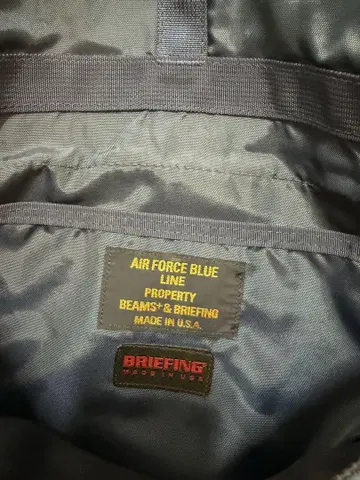 AIR FORCE BLUE
LINE
PROPERTY
BEAMS+ & BRIEFING
MADE IN U.S.A.
BRIEFING
MADE IN USA